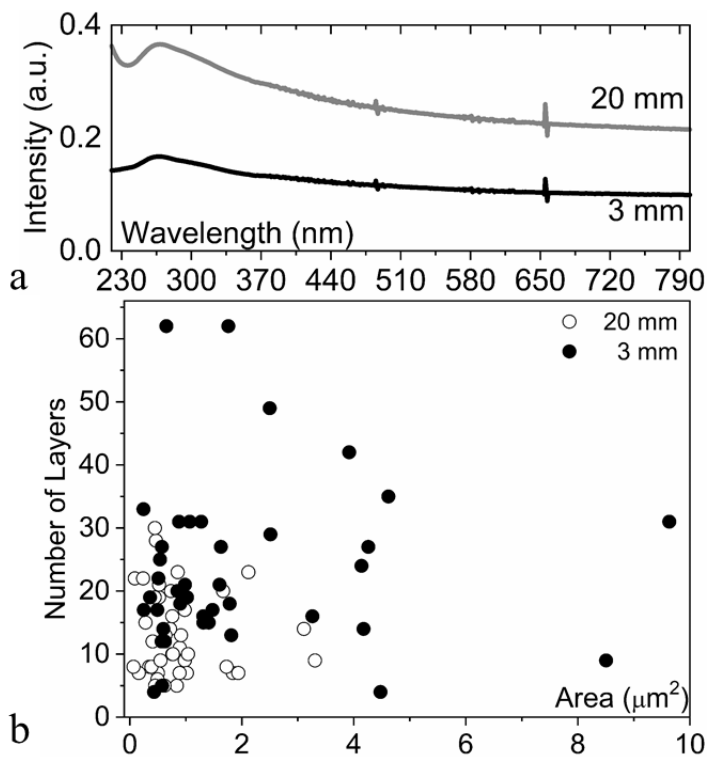 0.4
0.2
0.0
Intensity (a.u.)
20 mm
3 mm
Wavelength (nm)
230 300 370 440 510 580 650 720 790
a
60
50
40
30
20
10
0
Number of Layers
20 mm
3 mm
Area (μm²)
0 2 4 6 8 10
b